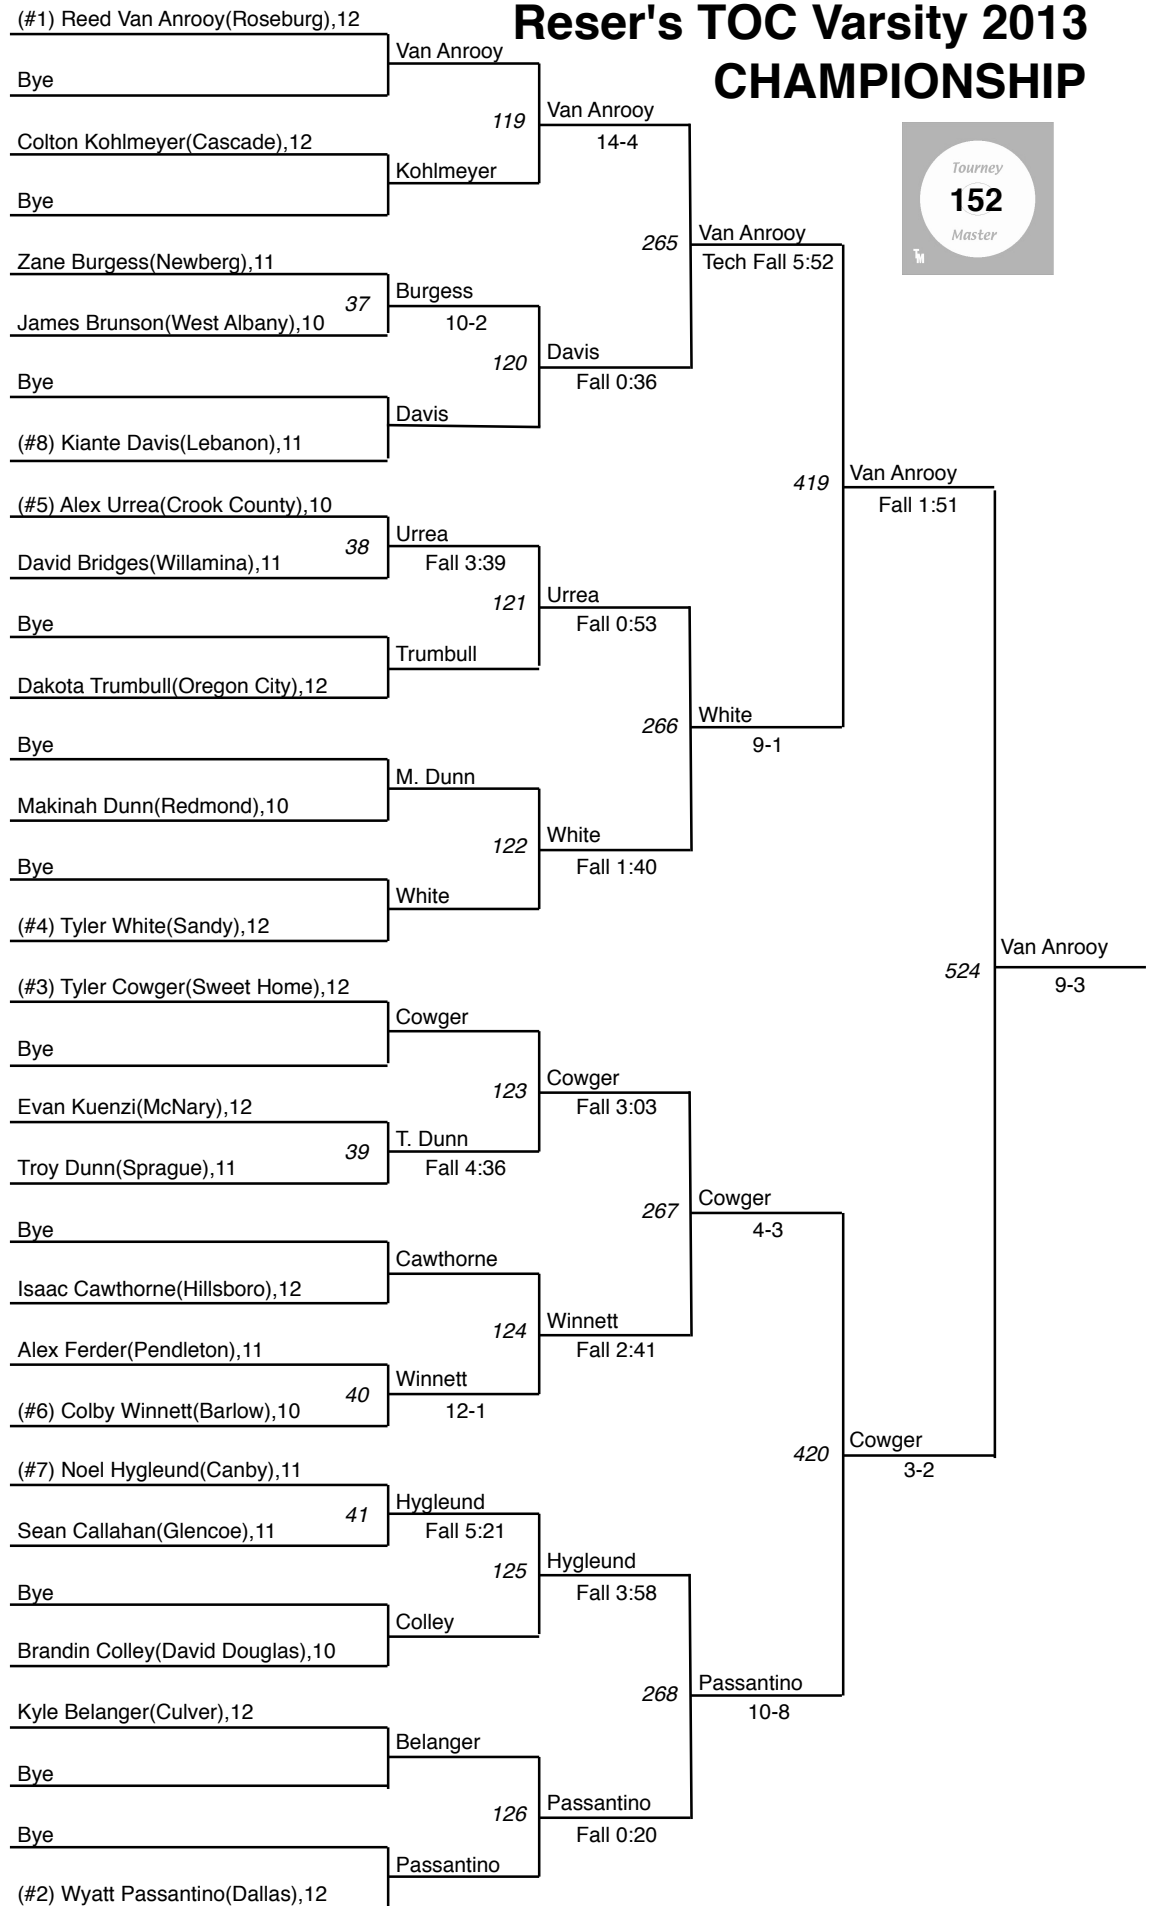 Reser's TOC Varsity 2013
CHAMPIONSHIP
Tourney
152
Master
TM
(#1) Reed Van Anrooy(Roseburg),12
Van Anrooy
Bye
119
Van Anrooy
14-4
Colton Kohlmeyer(Cascade),12
Kohlmeyer
Bye
265
Van Anrooy
Tech Fall 5:52
Zane Burgess(Newberg),11
37
Burgess
10-2
James Brunson(West Albany),10
120
Davis
Fall 0:36
Bye
Davis
(#8) Kiante Davis(Lebanon),11
419
Van Anrooy
Fall 1:51
(#5) Alex Urrea(Crook County),10
38
Urrea
Fall 3:39
David Bridges(Willamina),11
121
Urrea
Fall 0:53
Bye
Trumbull
Dakota Trumbull(Oregon City),12
266
White
9-1
Bye
M. Dunn
Makinah Dunn(Redmond),10
122
White
Fall 1:40
Bye
White
(#4) Tyler White(Sandy),12
524
Van Anrooy
9-3
(#3) Tyler Cowger(Sweet Home),12
Cowger
Bye
123
Cowger
Fall 3:03
Evan Kuenzi(McNary),12
39
T. Dunn
Fall 4:36
Troy Dunn(Sprague),11
267
Cowger
4-3
Bye
Cawthorne
Isaac Cawthorne(Hillsboro),12
124
Winnett
Fall 2:41
Alex Ferder(Pendleton),11
40
Winnett
12-1
(#6) Colby Winnett(Barlow),10
420
Cowger
3-2
(#7) Noel Hygleund(Canby),11
41
Hygleund
Fall 5:21
Sean Callahan(Glencoe),11
125
Hygleund
Fall 3:58
Bye
Colley
Brandin Colley(David Douglas),10
268
Passantino
10-8
Kyle Belanger(Culver),12
Belanger
Bye
126
Passantino
Fall 0:20
Bye
Passantino
(#2) Wyatt Passantino(Dallas),12